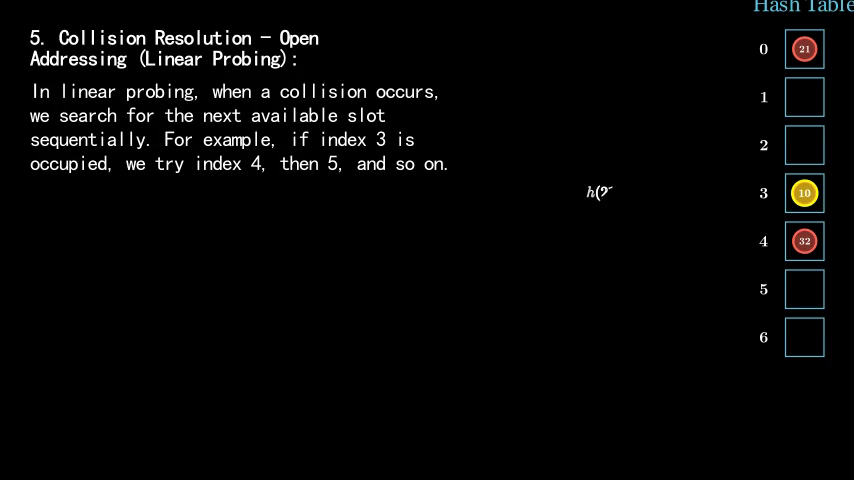 Hash Table
5. Collision Resolution – Open
Addressing (Linear Probing):
In linear probing, when a collision occurs,
we search for the next available slot
sequentially. For example, if index 3 is
occupied, we try index 4, then 5, and so on.
0 21
1
2
3 10
4 32
5
6